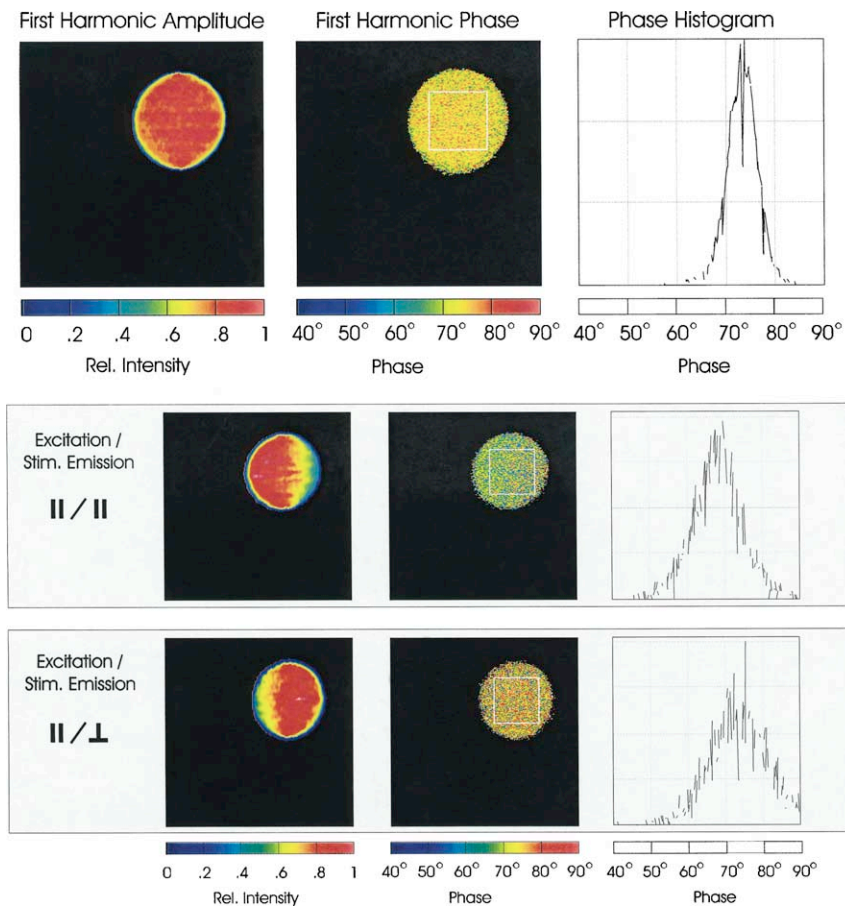 First Harmonic Amplitude First Harmonic Phase Phase Histogram
0 .2 .4 .6 .8 1 40° 50° 60° 70° 80° 90° 40° 50° 60° 70° 80° 90°
Rel. Intensity Phase Phase
Excitation /
Stim. Emission
|| / ||
Excitation /
Stim. Emission
|| / ⊥
0 .2 .4 .6 .8 1 40° 50° 60° 70° 80° 90° 40° 50° 60° 70° 80° 90°
Rel. Intensity Phase Phase